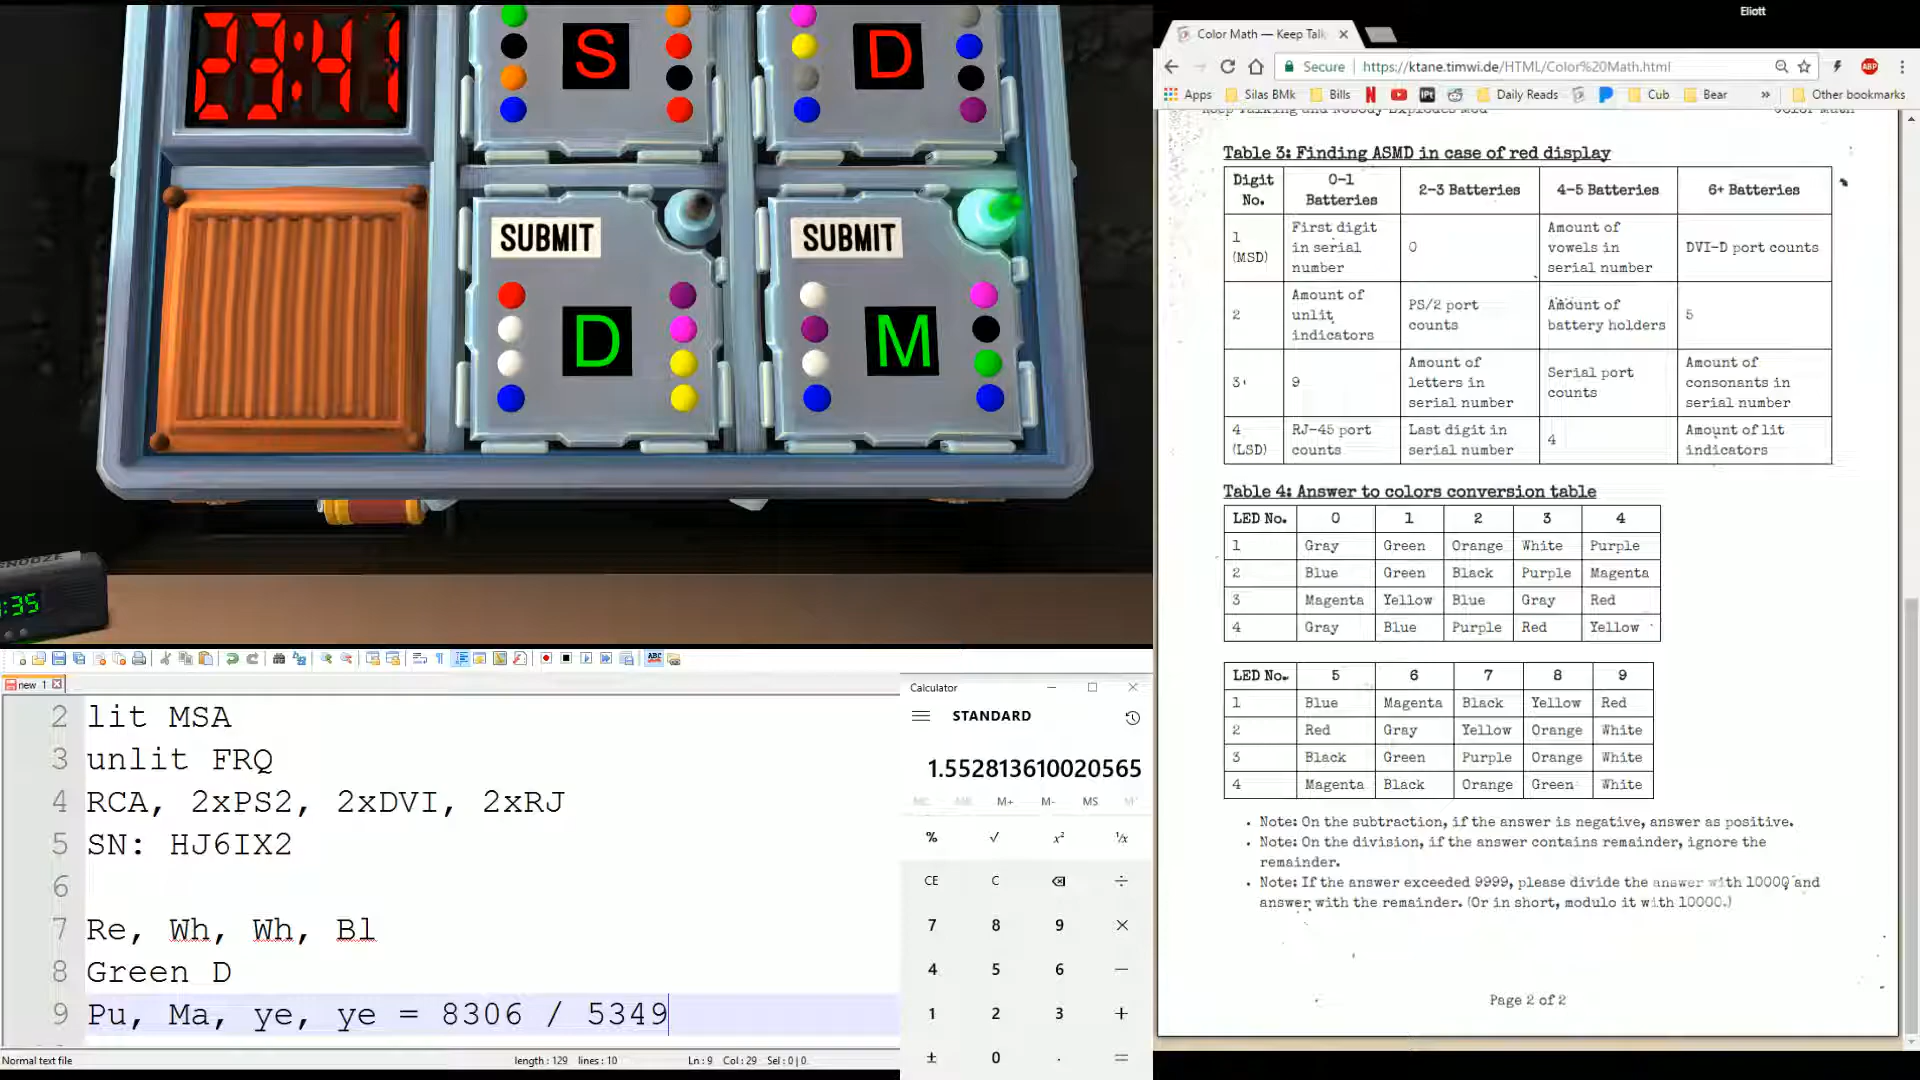 Eliott
23:41
S
D
SUBMIT
SUBMIT
D
M
SNOOZE
:35
Color Math — Keep Talk
Secure
https://ktane.timwi.de/HTML/Color%20Math.html
Apps
Silas BMk
Bills
Daily Reads
Cub
Bear
»
Other bookmarks
Keep Talking and Nobody Explodes Mod
Color Math
Table 3: Finding ASMD in case of red display
Digit No. 0-1 Batteries 2-3 Batteries 4-5 Batteries 6+ Batteries
1 (MSD) First digit in serial number 0 Amount of vowels in serial number DVI-D port counts
2 Amount of unlit indicators PS/2 port counts Amount of battery holders 5
3 9 Amount of letters in serial number Serial port counts Amount of consonants in serial number
4 (LSD) RJ-45 port counts Last digit in serial number 4 Amount of lit indicators
Table 4: Answer to colors conversion table
LED No. 0 1 2 3 4
1 Gray Green Orange White Purple
2 Blue Green Black Purple Magenta
3 Magenta Yellow Blue Gray Red
4 Gray Blue Purple Red Yellow
LED No. 5 6 7 8 9
1 Blue Magenta Black Yellow Red
2 Red Gray Yellow Orange White
3 Black Green Purple Orange White
4 Magenta Black Orange Green White
• Note: On the subtraction, if the answer is negative, answer as positive.
• Note: On the division, if the answer contains remainder, ignore the
remainder.
• Note: If the answer exceeded 9999, please divide the answer with 10000 and
answer with the remainder. (Or in short, modulo it with 10000.)
Page 2 of 2
new 1
2 lit MSA
3 unlit FRQ
4 RCA, 2xPS2, 2xDVI, 2xRJ
5 SN: HJ6IX2
6
7 Re, Wh, Wh, Bl
8 Green D
9 Pu, Ma, ye, ye = 8306 / 5349
Normal text file
length : 129 lines : 10
Ln : 9 Col : 29 Sel : 0 | 0
Calculator
STANDARD
1.552813610020565
MC MR M+ M- MS M
% √ x² ¹/x
CE C ÷
7 8 9 ×
4 5 6 −
1 2 3 +
± 0 . =